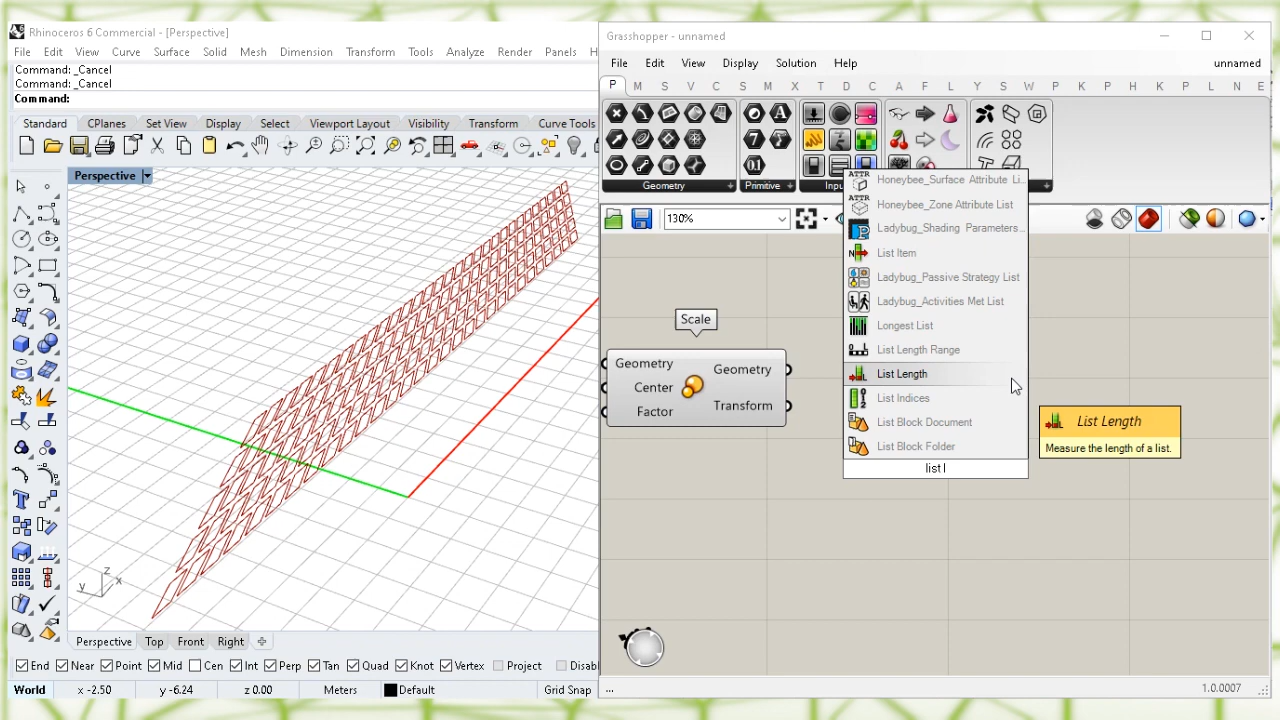 Rhinoceros 6 Commercial - [Perspective]
File Edit View Curve Surface Solid Mesh Dimension Transform Tools Analyze Render Panels H
Command: _Cancel
Command: _Cancel
Command:
Standard CPlanes Set View Display Select Viewport Layout Visibility Transform Curve Tools
Perspective
z
y x
Perspective Top Front Right
End Near Point Mid Cen Int Perp Tan Quad Knot Vertex Project Disabl
World x -2.50 y -6.24 z 0.00 Meters Default Grid Snap
Grasshopper - unnamed
File Edit View Display Solution Help unnamed
P M S V C S M X T D C A F L Y S W P H K P L N E
Geometry Primitive Inpu
130%
Scale
Geometry
Center
Factor
Geometry
Transform
ATTR Honeybee_Surface Attribute Li...
ATTR Honeybee_Zone Attribute List
Ladybug_Shading Parameters...
List Item
Ladybug_Passive Strategy List
Ladybug_Activities Met List
Longest List
List Length Range
List Length
List Indices
List Block Document
List Block Folder
list l
List Length
Measure the length of a list.
... 1.0.0007